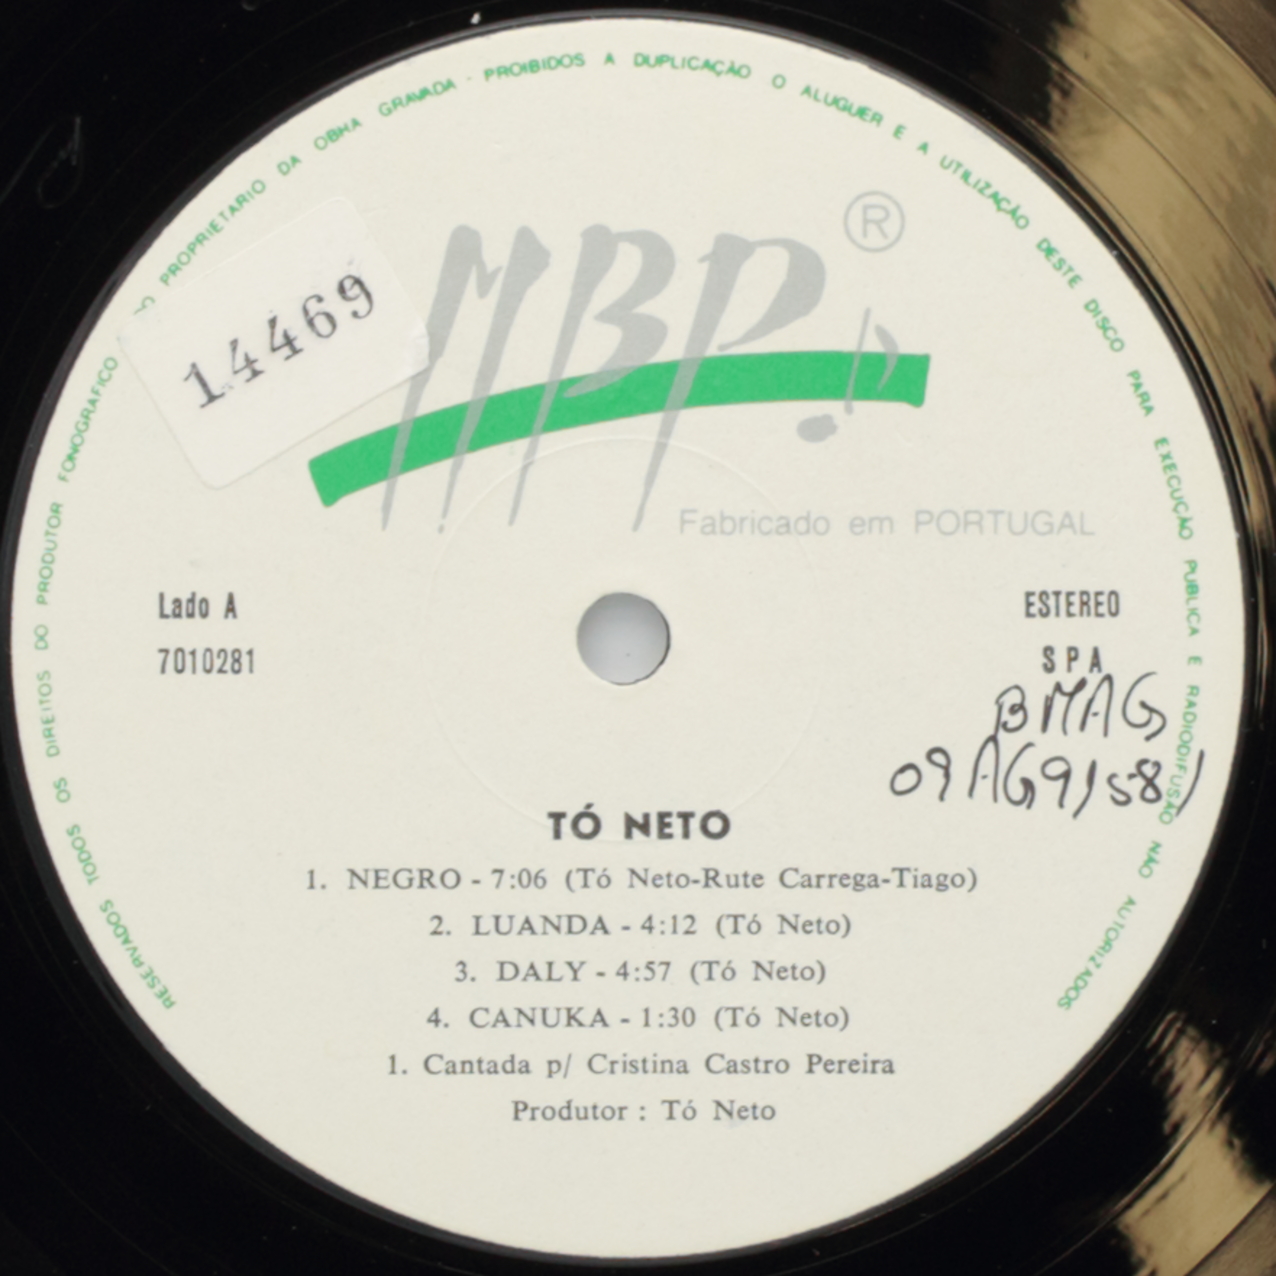 RESERVADOS TODOS OS DIREITOS DO PRODUTOR FONOGRAFICO PROPRIETARIO DA OBRA GRAVADA - PROIBIDOS A DUPLICAÇÃO O ALUGUER E A UTILIZAÇÃO DESTE DISCO PARA EXECUÇÃO PUBLICA E RADIODIFUSÃO NÃO AUTORIZADOS
14469
MBP ®
Fabricado em PORTUGAL
Lado A
7010281
ESTEREO
SPA
BMAG
TÓ NETO
1. NEGRO - 7:06 (Tó Neto-Rute Carrega-Tiago)
2. LUANDA - 4:12 (Tó Neto)
3. DALY - 4:57 (Tó Neto)
4. CANUKA - 1:30 (Tó Neto)
1. Cantada p/ Cristina Castro Pereira
Produtor : Tó Neto